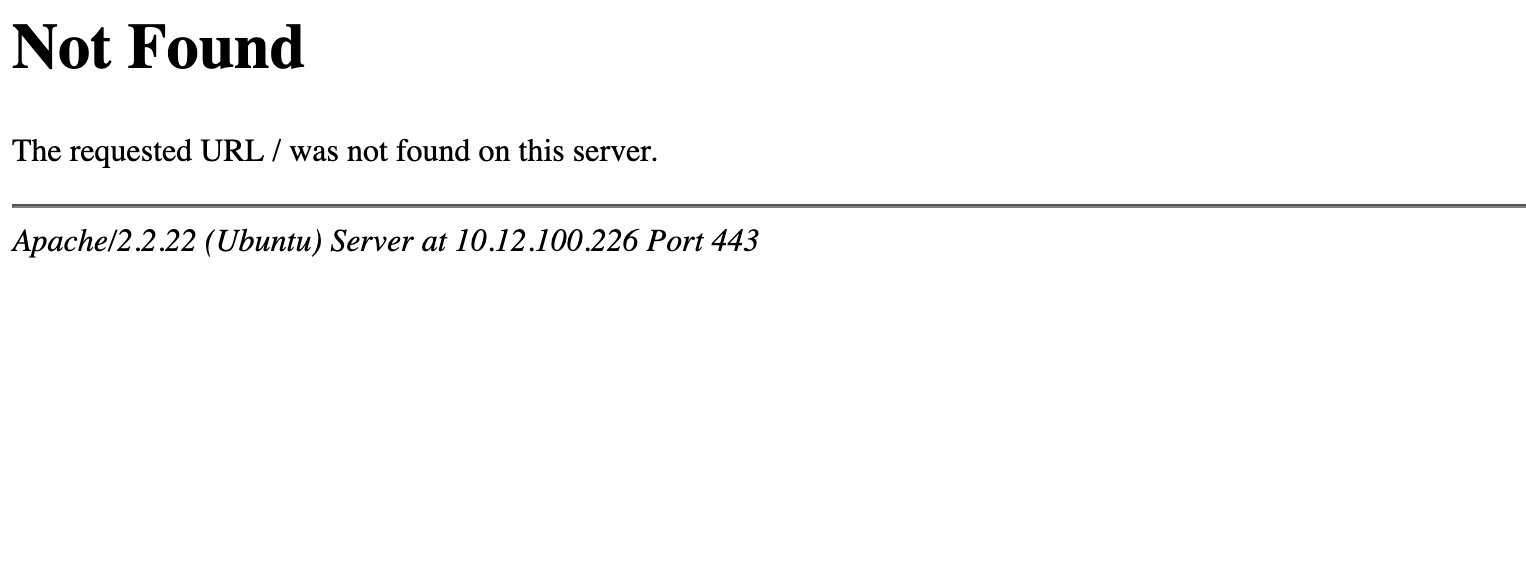 Not Found
The requested URL / was not found on this server.
Apache/2.2.22 (Ubuntu) Server at 10.12.100.226 Port 443